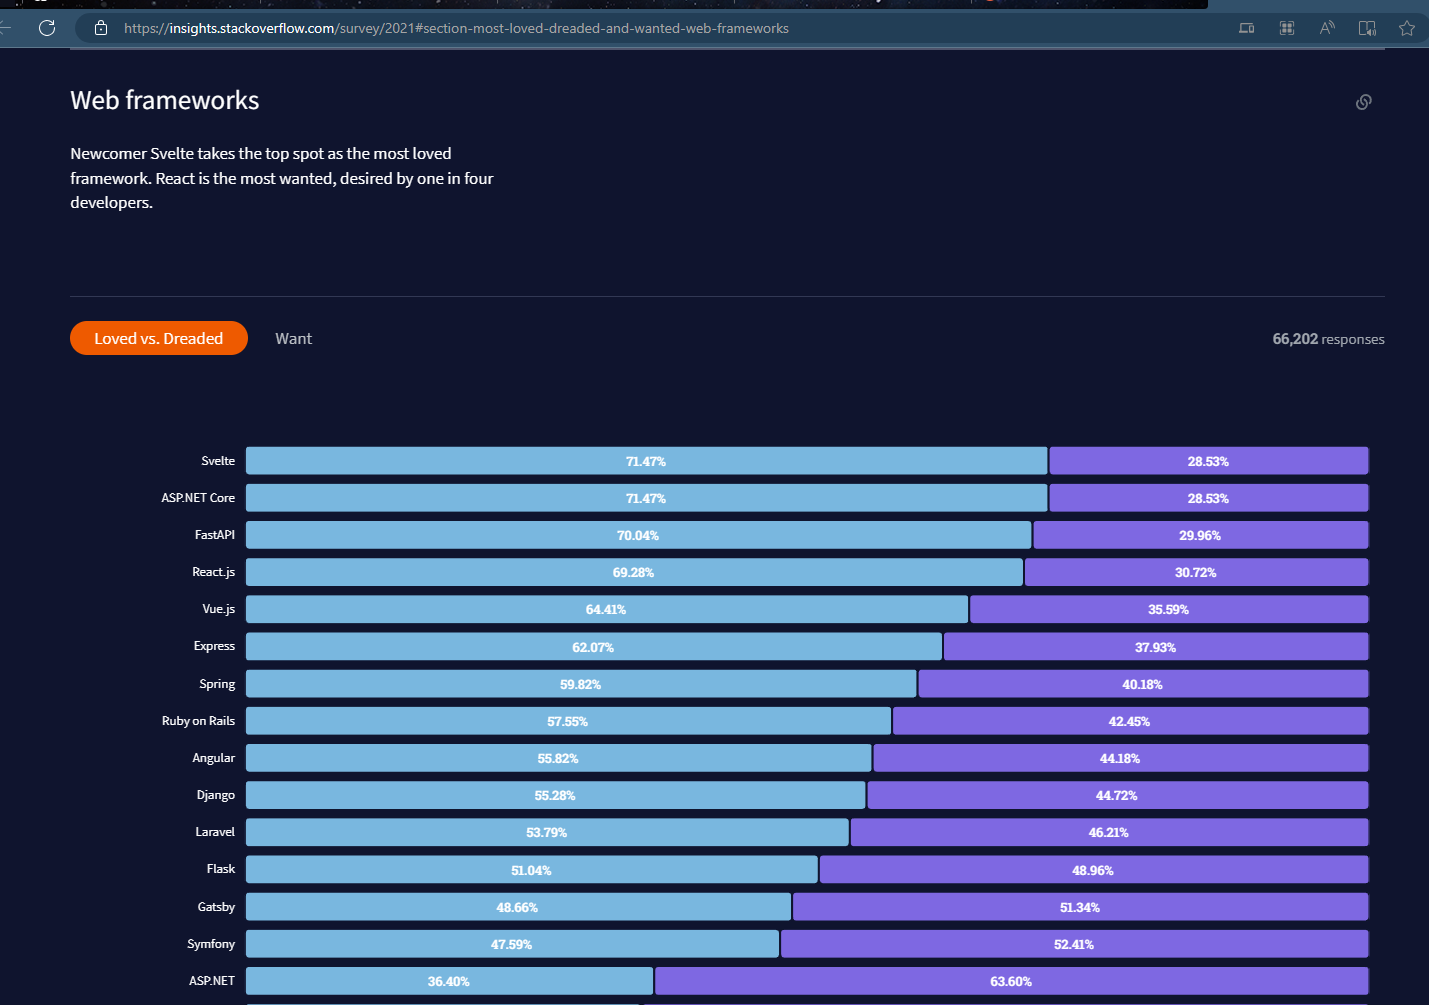 https://insights.stackoverflow.com/survey/2021#section-most-loved-dreaded-and-wanted-web-frameworks
Web frameworks
Newcomer Svelte takes the top spot as the most loved
framework. React is the most wanted, desired by one in four
developers.
Loved vs. Dreaded Want 66,202 responses
Svelte 71.47% 28.53%
ASP.NET Core 71.47% 28.53%
FastAPI 70.04% 29.96%
React.js 69.28% 30.72%
Vue.js 64.41% 35.59%
Express 62.07% 37.93%
Spring 59.82% 40.18%
Ruby on Rails 57.55% 42.45%
Angular 55.82% 44.18%
Django 55.28% 44.72%
Laravel 53.79% 46.21%
Flask 51.04% 48.96%
Gatsby 48.66% 51.34%
Symfony 47.59% 52.41%
ASP.NET 36.40% 63.60%